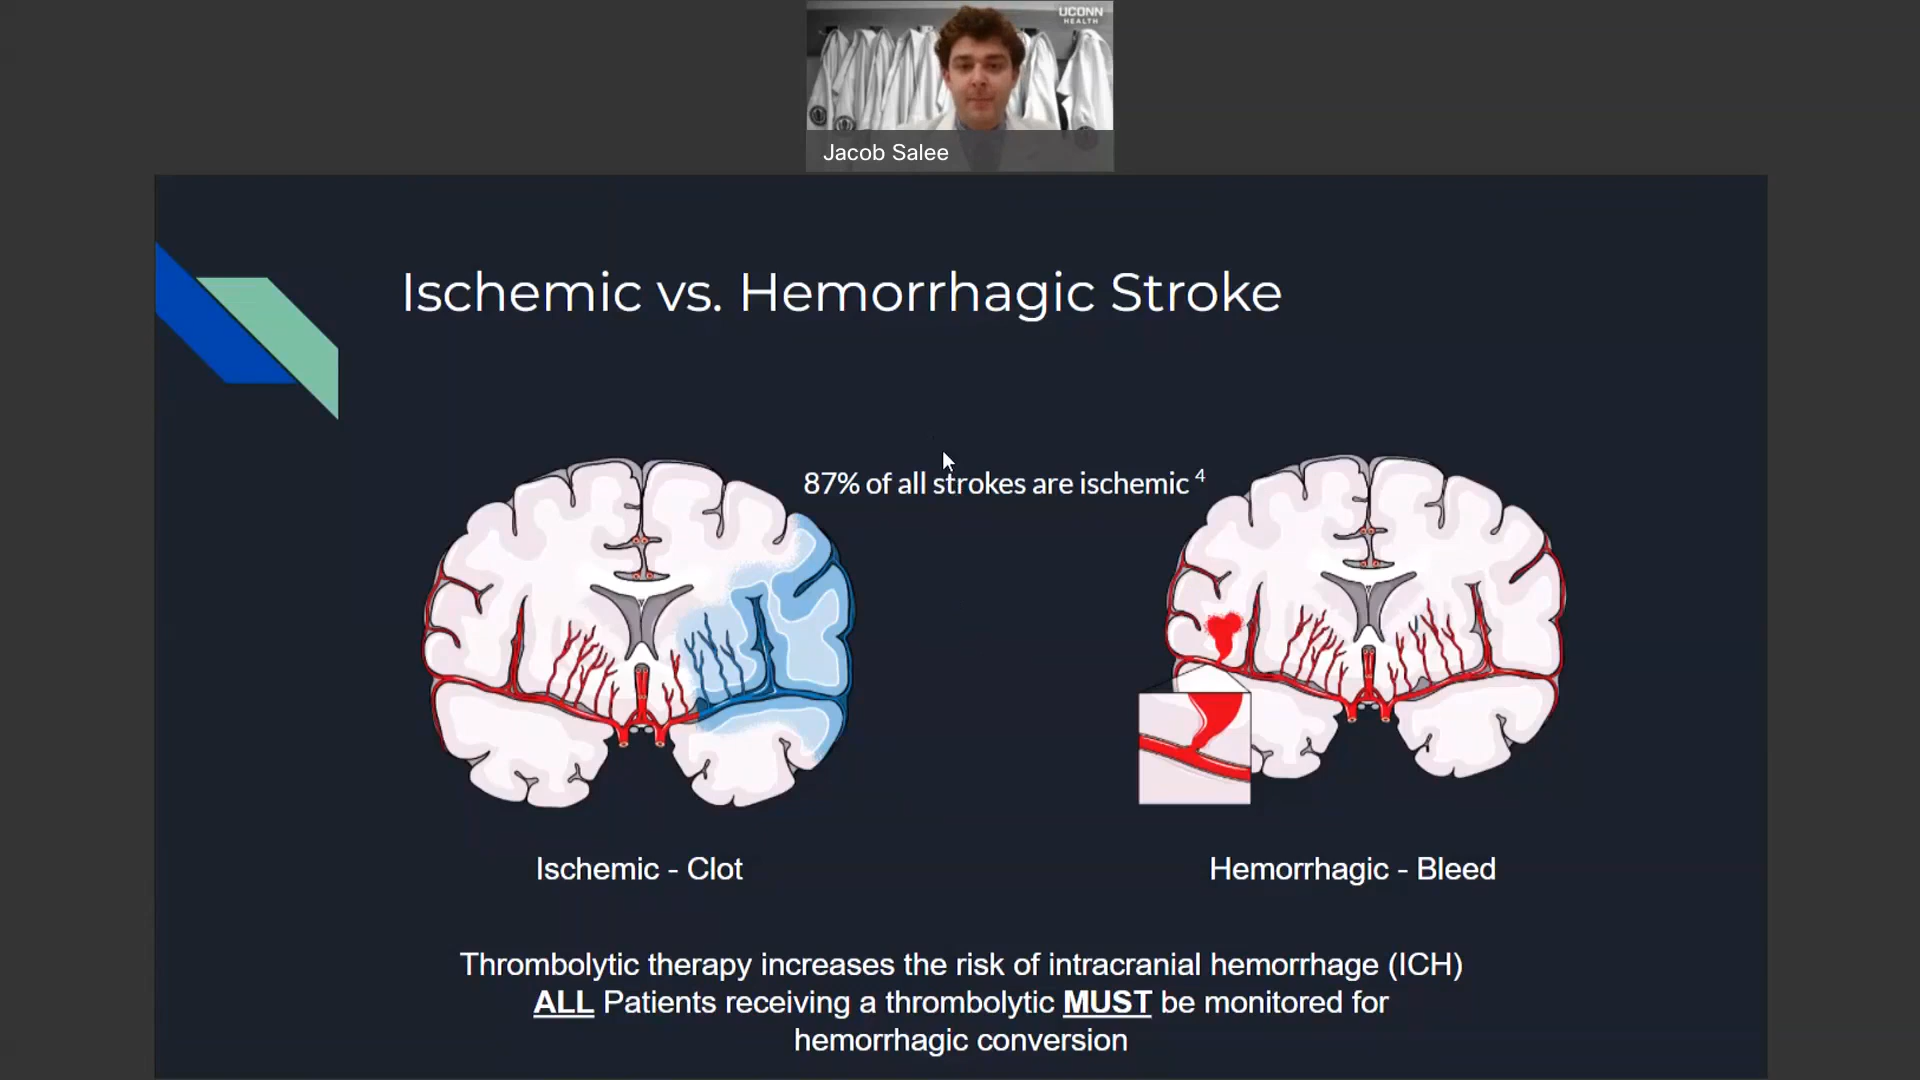 UCONN
HEALTH
Jacob Salee
Ischemic vs. Hemorrhagic Stroke
87% of all strokes are ischemic 4
Ischemic - Clot
Hemorrhagic - Bleed
Thrombolytic therapy increases the risk of intracranial hemorrhage (ICH)
ALL Patients receiving a thrombolytic MUST be monitored for
hemorrhagic conversion